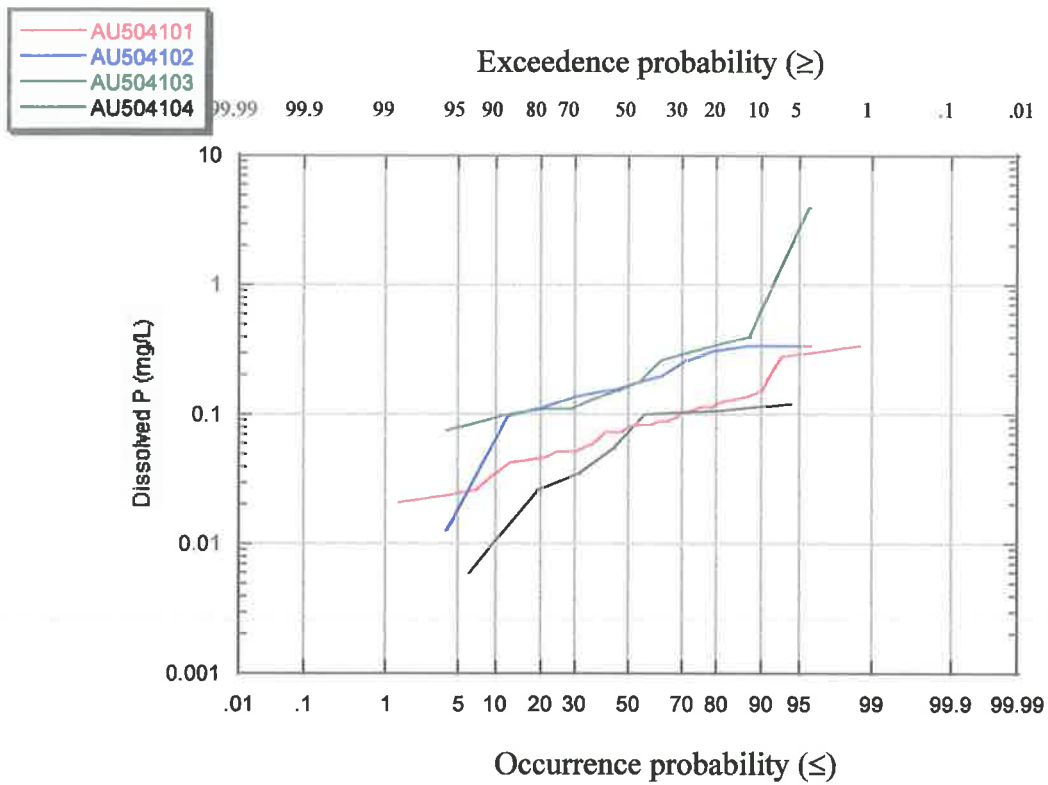 AU504101
AU504102
AU504103
AU504104
Exceedence probability (≥)
99.99 99.9 99 95 90 80 70 50 30 20 10 5 1 .1 .01
10
1
0.1
0.01
0.001
Dissolved P (mg/L)
.01 .1 1 5 10 20 30 50 70 80 90 95 99 99.9 99.99
Occurrence probability (≤)